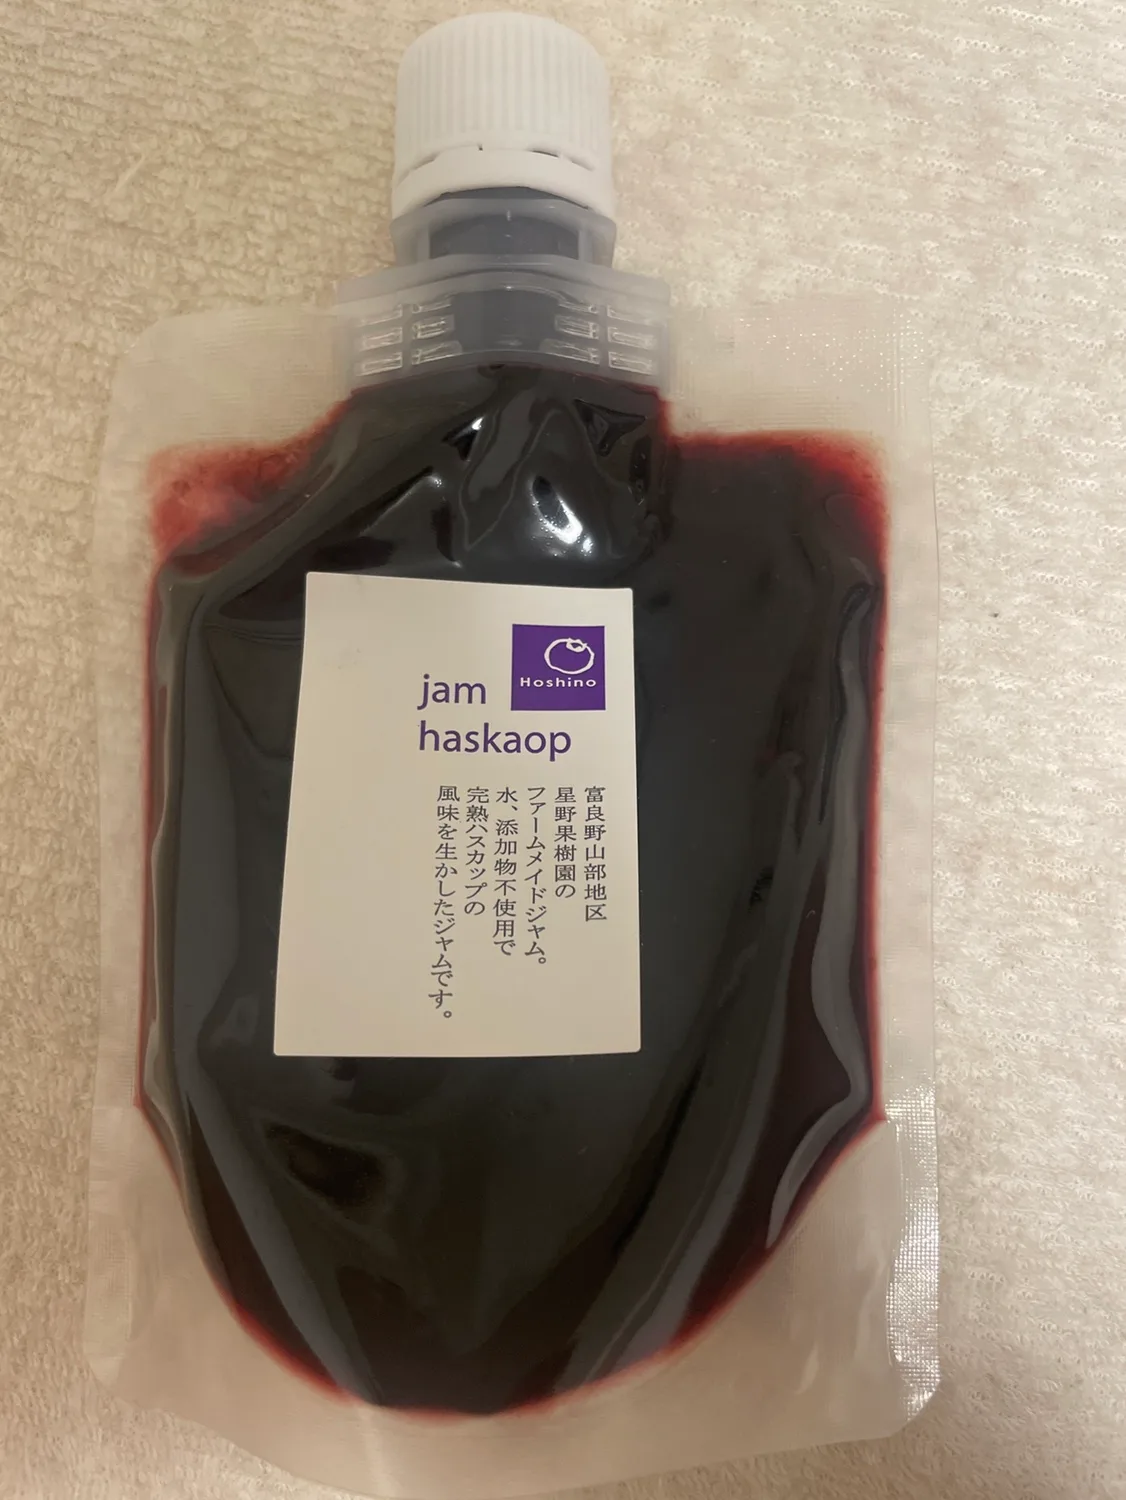 Hoshino
jam
haskaop
富良野山部地区
星野果樹園の
ファームメイドジャム。
水、添加物不使用で
完熟ハスカップの
風味を生かしたジャムです。